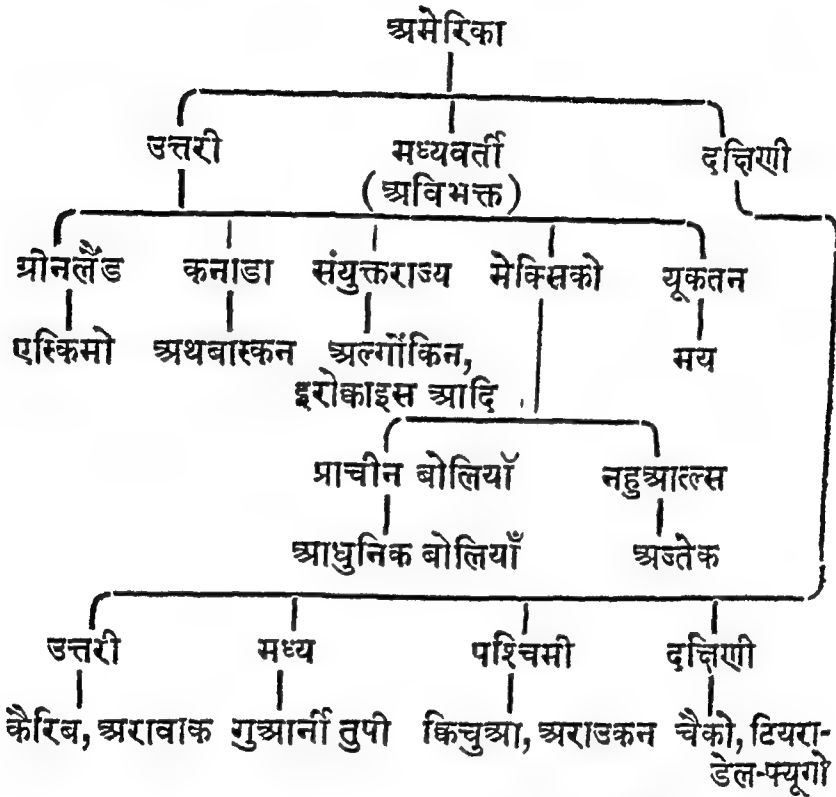 अमेरिका
उत्तरी मध्यवर्ती दक्षिणी
(अविभक्त)
ग्रीनलैंड कनाडा संयुक्तराज्य मेक्सिको यूकतन
एस्किमो अथबास्कन अल्गोंकिन, मय
इरोक्वाइस आदि
प्राचीन बोलियाँ नहुआत्ल्स
आधुनिक बोलियाँ अज्तेक
उत्तरी मध्य पश्चिमी दक्षिणी
कैरिब, अरावाक गुआर्नी तुपी क्विचुआ, अराउकन चैको, टियरा-
डेल-फ्यूगो